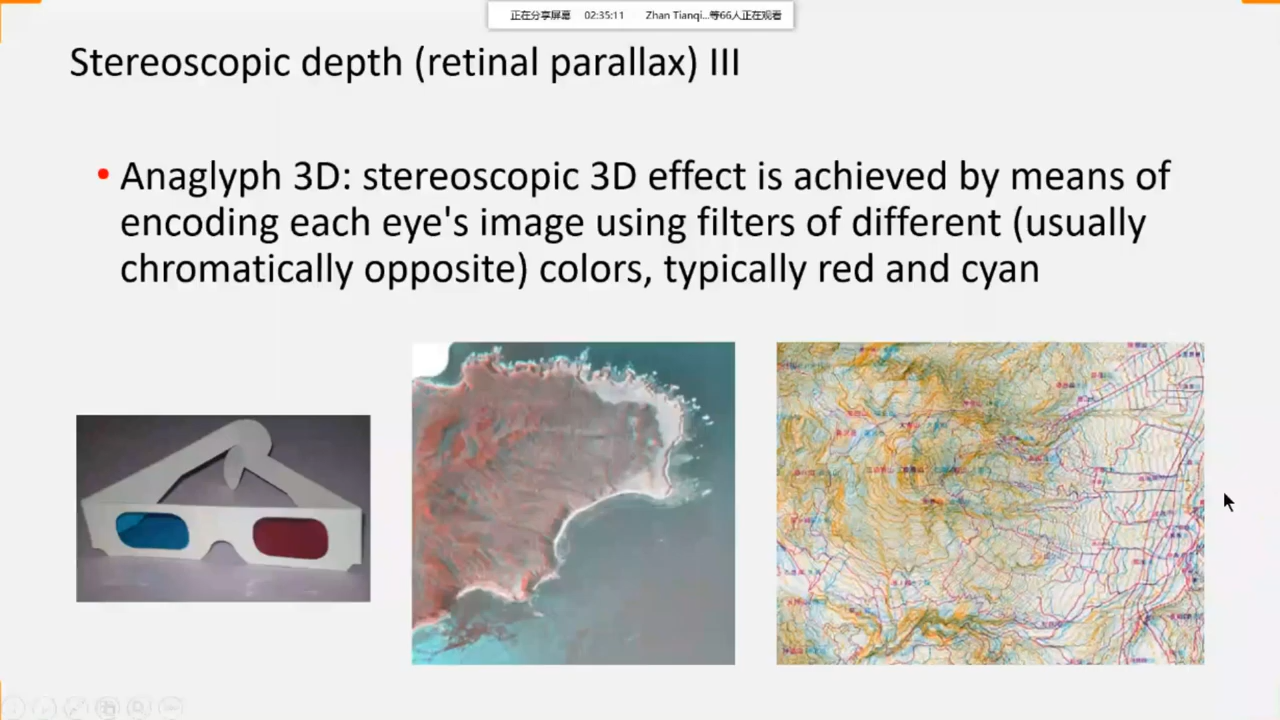 正在分享屏幕 02:35:11 Zhan Tianqi...等66人正在观看
Stereoscopic depth (retinal parallax) III
• Anaglyph 3D: stereoscopic 3D effect is achieved by means of
encoding each eye's image using filters of different (usually
chromatically opposite) colors, typically red and cyan